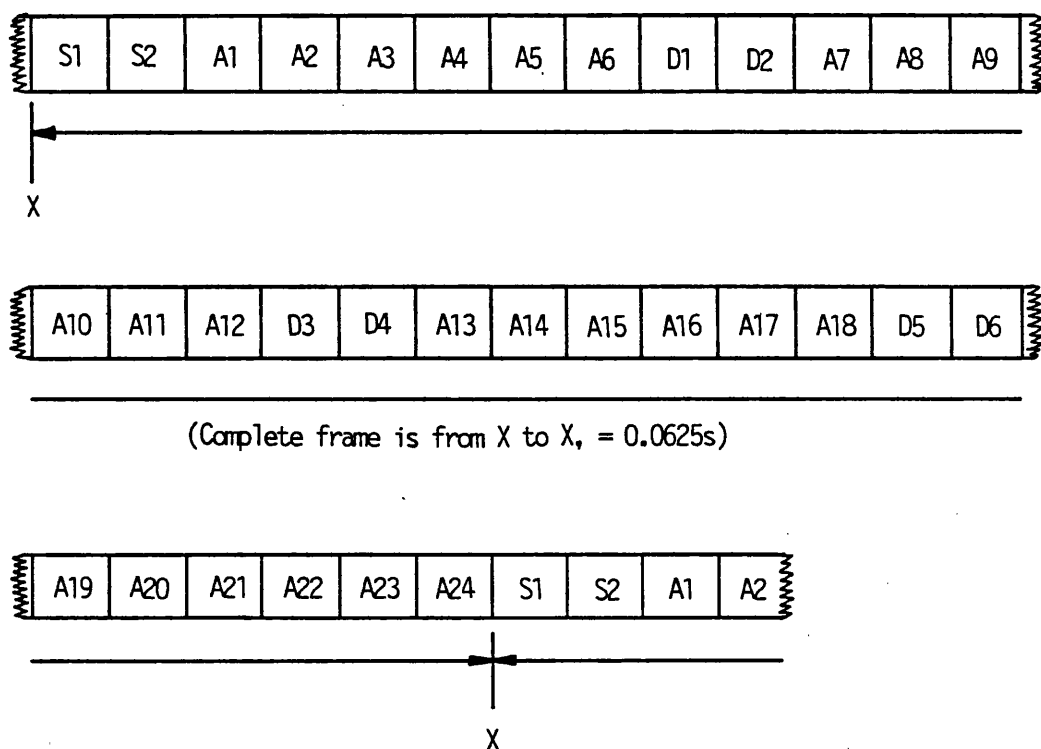 S1 S2 A1 A2 A3 A4 A5 A6 D1 D2 A7 A8 A9
X
A10 A11 A12 D3 D4 A13 A14 A15 A16 A17 A18 D5 D6
(Complete frame is from X to X, = 0.0625s)
A19 A20 A21 A22 A23 A24 S1 S2 A1 A2
X